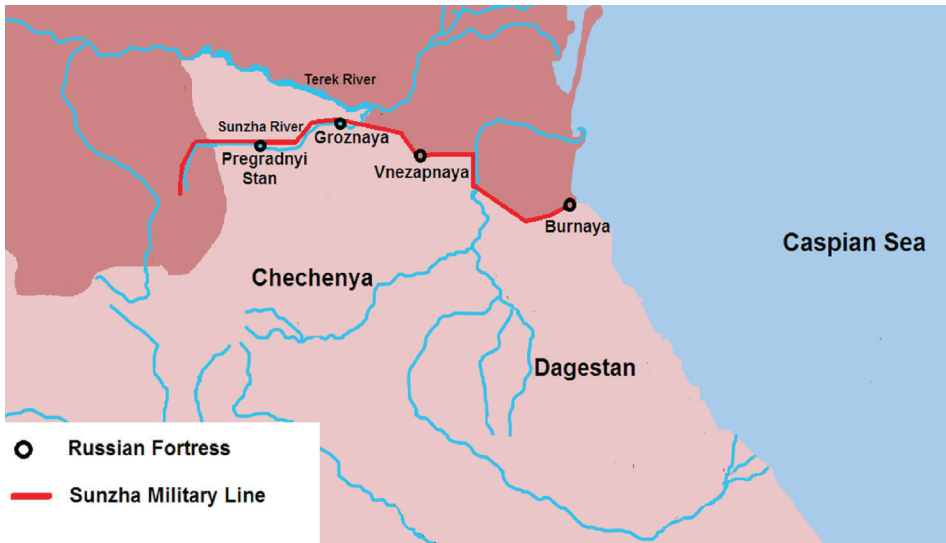 Terek River
Sunzha River
Groznaya
Pregradnyi
Stan
Vnezapnaya
Burnaya
Caspian Sea
Chechenya
Dagestan
Russian Fortress
Sunzha Military Line